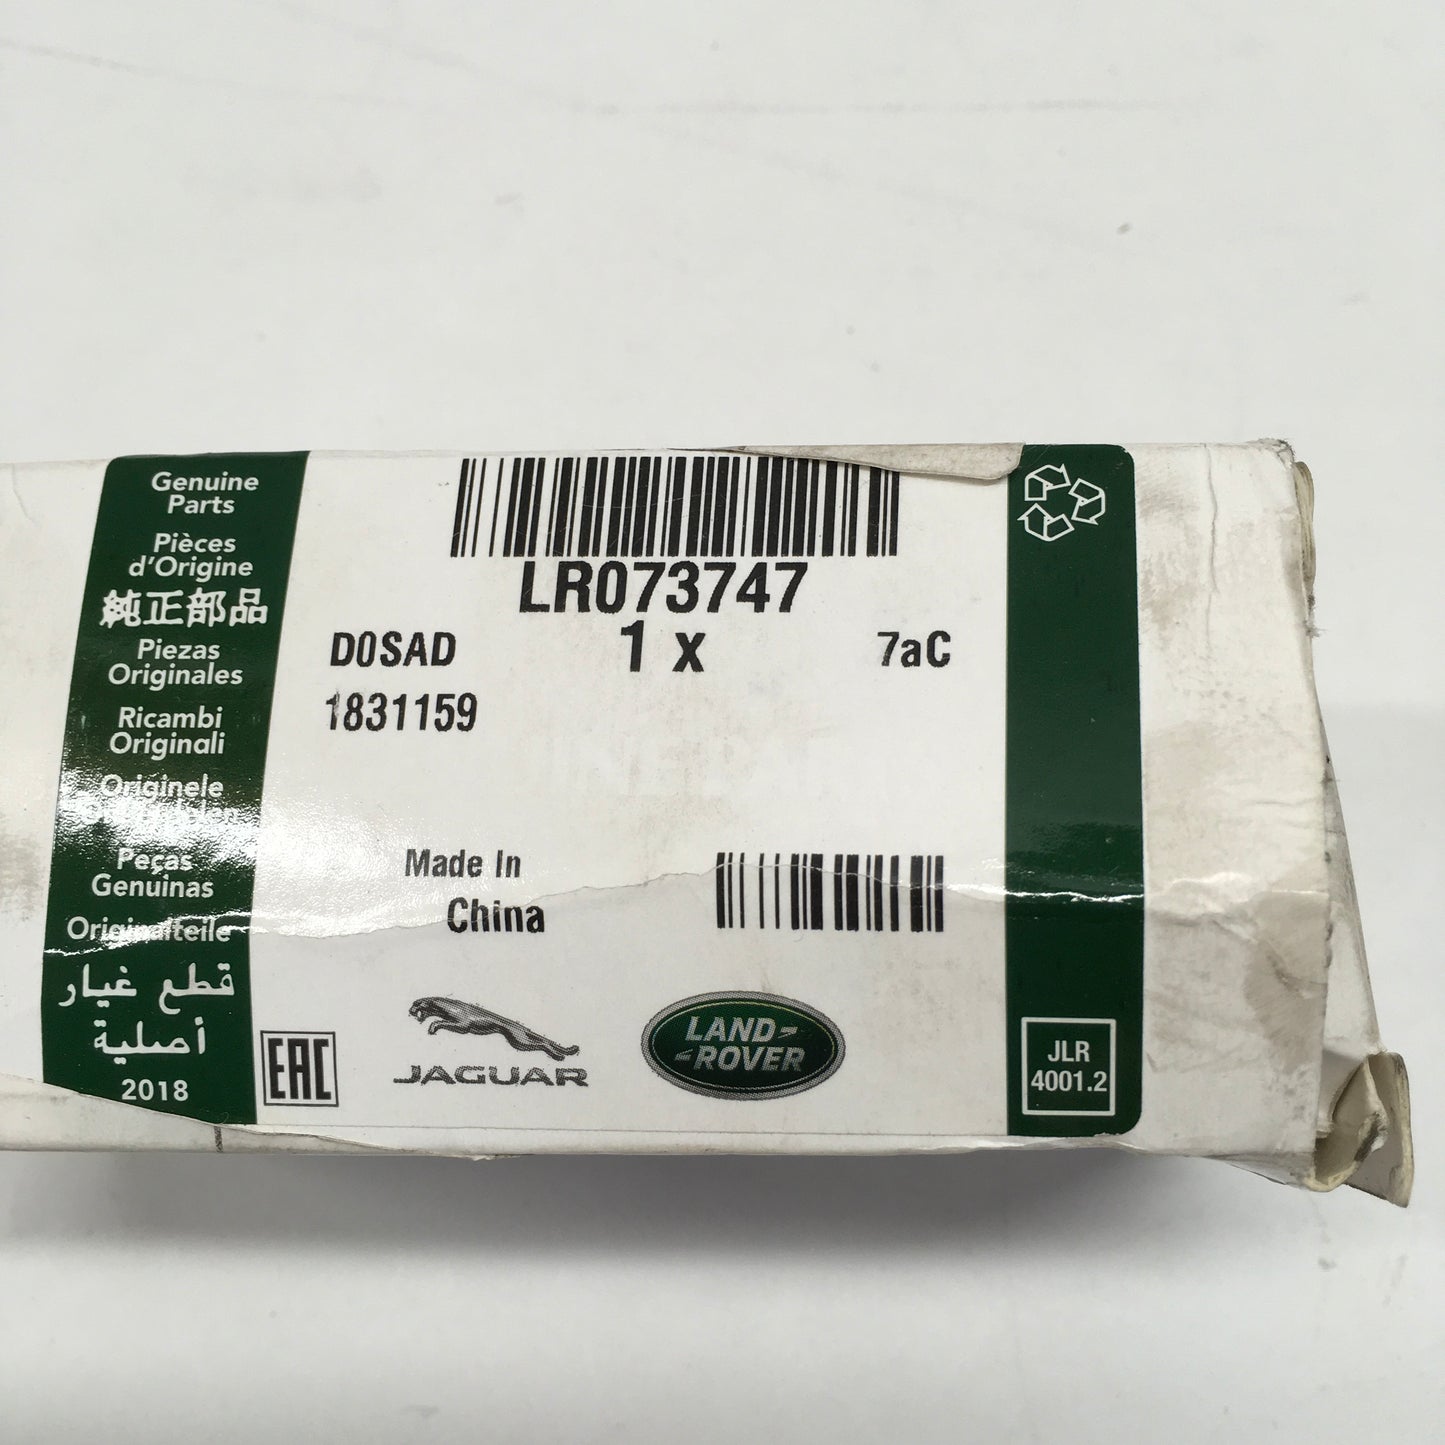 Genuine
Parts
Pièces
d'Origine
純正部品
Piezas
Originales
Ricambi
Originali
Originele
Peças
Genuinas
Originalteile
قطع غيار
أصلية
2018
LR073747
D0SAD
1 x
7aC
1831159
Made In
China
EAC
JAGUAR
LAND
ROVER
JLR
4001.2